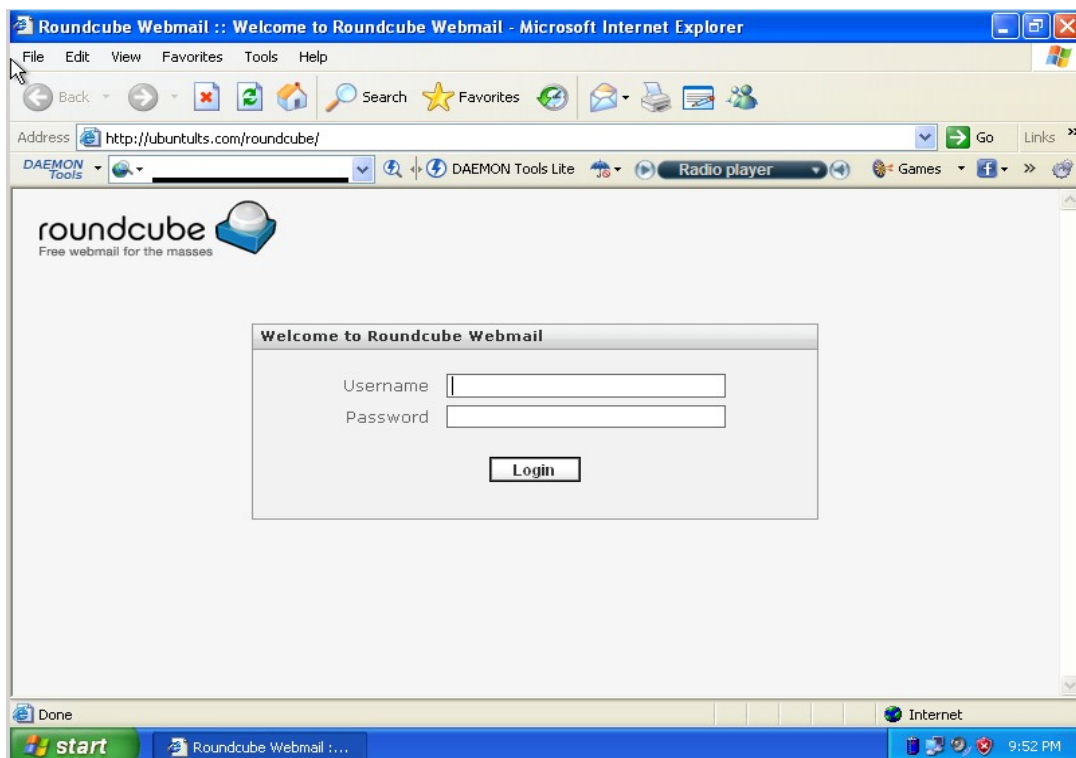 Roundcube Webmail :: Welcome to Roundcube Webmail - Microsoft Internet Explorer
File Edit View Favorites Tools Help
Back Search Favorites
Address http://ubuntults.com/roundcube/ Go Links »
DAEMON Tools DAEMON Tools Lite Radio player Games f »
roundcube
Free webmail for the masses
Welcome to Roundcube Webmail
Username
Password
Login
Done Internet
start Roundcube Webmail :... 9:52 PM